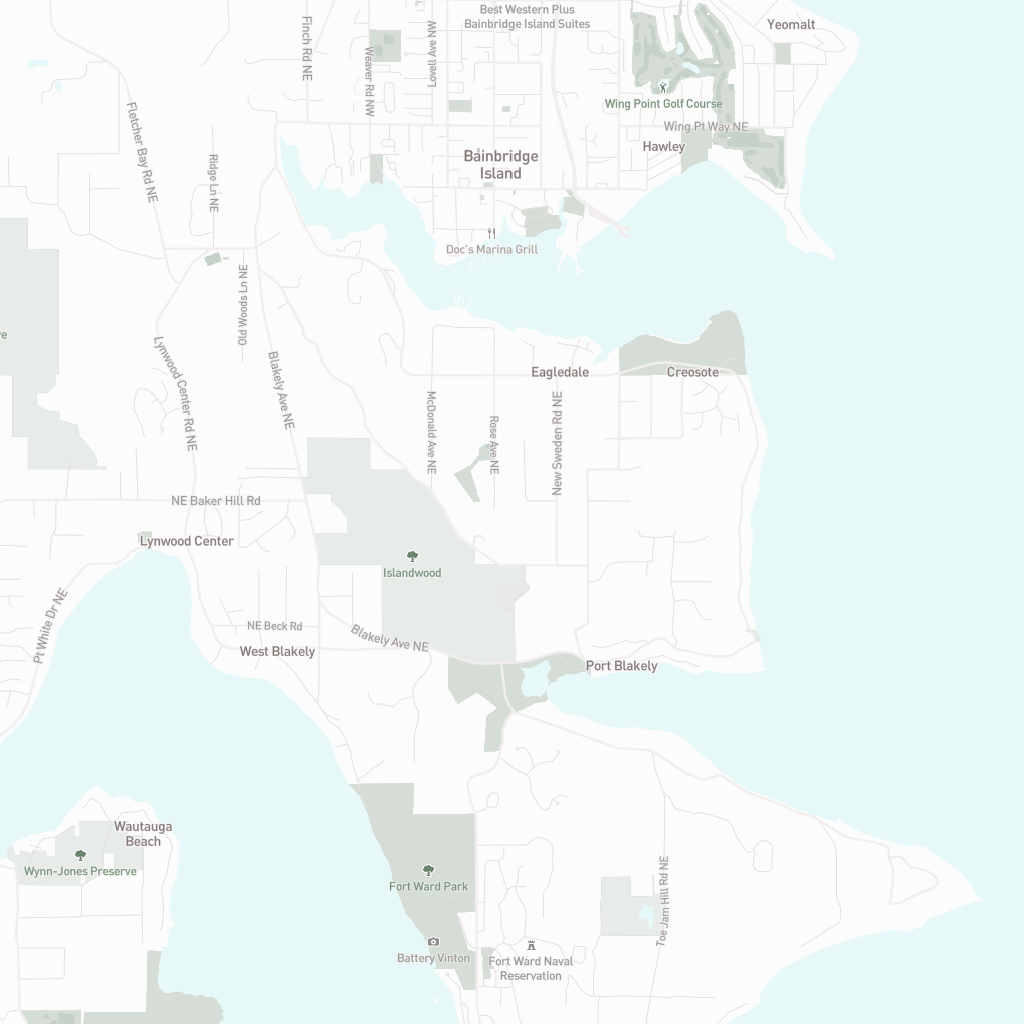 Best Western Plus
Bainbridge Island Suites
Yeomalt
Finch Rd NE
Weaver Rd NW
Lovell Ave NW
Wing Point Golf Course
Wing Pt Way NE
Hawley
Fletcher Bay Rd NE
Ridge Ln NE
Bainbridge
Island
Doc's Marina Grill
Old Woods Ln NE
Lynwood Center Rd NE
Blakely Ave NE
Eagledale
Creosote
McDonald Ave NE
Rose Ave NE
New Sweden Rd NE
NE Baker Hill Rd
Lynwood Center
Islandwood
Pt White Dr NE
NE Beck Rd
Blakely Ave NE
West Blakely
Port Blakely
Wautauga
Beach
Wynn-Jones Preserve
Fort Ward Park
Toe Jam Hill Rd NE
Battery Vinton
Fort Ward Naval
Reservation